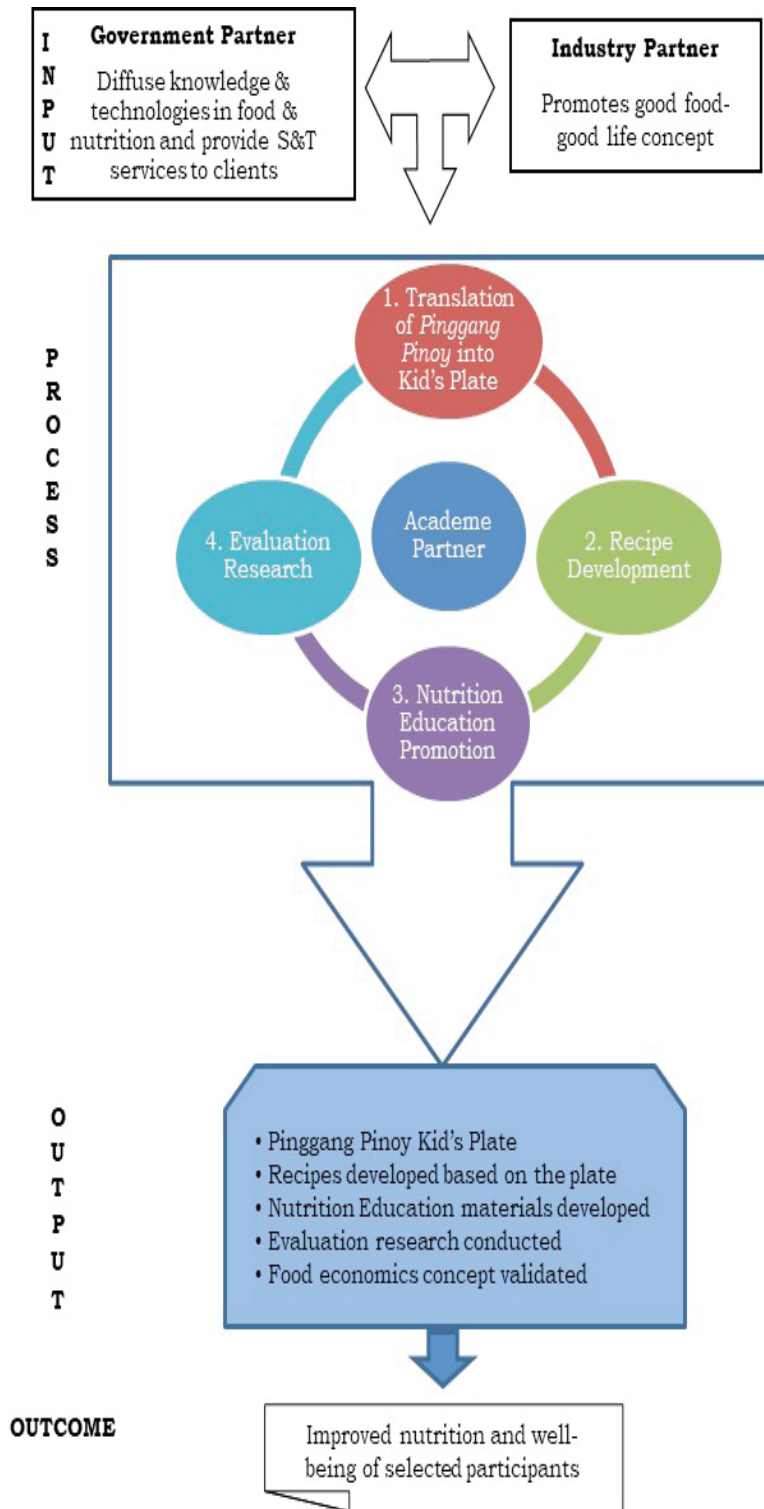 INPUT
Government Partner
Diffuse knowledge &
technologies in food &
nutrition and provide S&T
services to clients
Industry Partner
Promotes good food-
good life concept
PROCESS
1. Translation
of Pinggang
Pinoy into
Kid's Plate
Academe
Partner
2. Recipe
Development
3. Nutrition
Education
Promotion
4. Evaluation
Research
OUTPUT
• Pinggang Pinoy Kid's Plate
• Recipes developed based on the plate
• Nutrition Education materials developed
• Evaluation research conducted
• Food economics concept validated
OUTCOME
Improved nutrition and well-
being of selected participants